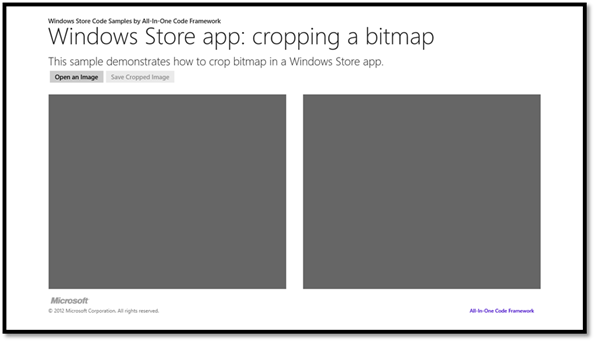 Windows Store Code Samples by All-In-One Code Framework
Windows Store app: cropping a bitmap
This sample demonstrates how to crop bitmap in a Windows Store app.
Open an Image Save Cropped Image
Microsoft
© 2012 Microsoft Corporation. All rights reserved. All-In-One Code Framework